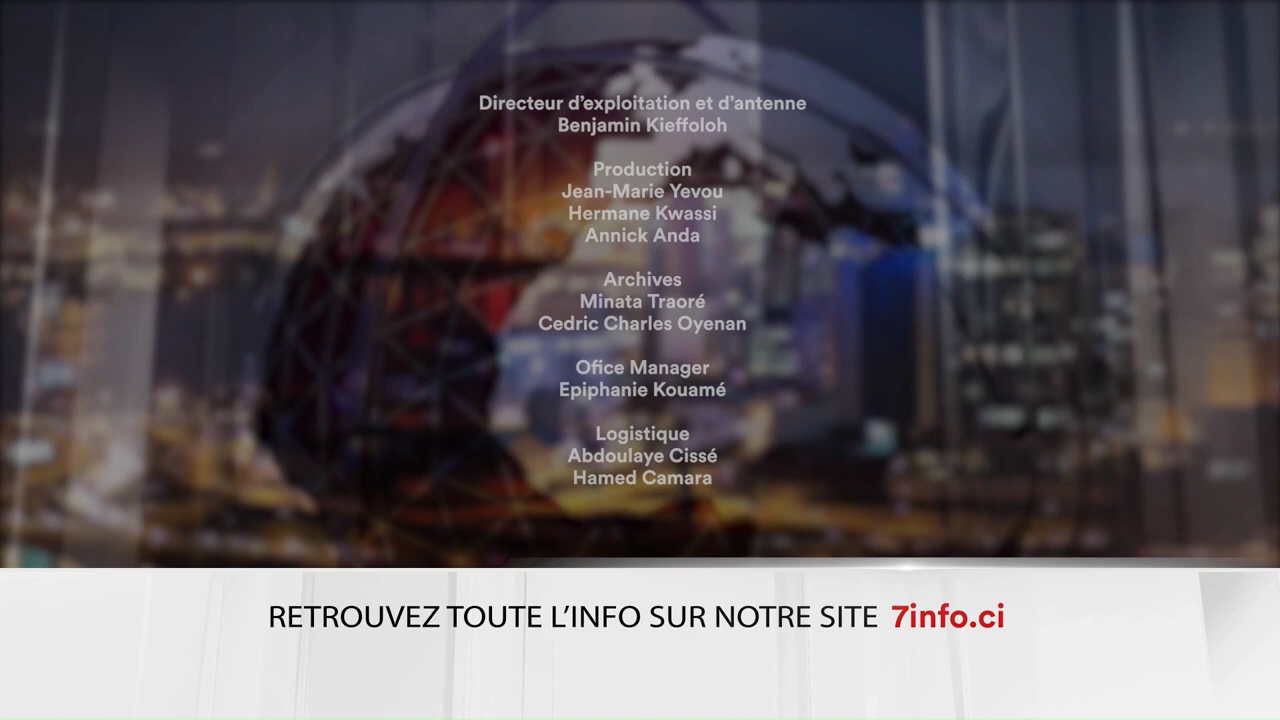 Directeur d’exploitation et d’antenne
Benjamin Kieffoloh
Production
Jean-Marie Yevou
Hermane Kwassi
Annick Anda
Archives
Minata Traoré
Cedric Charles Oyenan
Ofice Manager
Epiphanie Kouamé
Logistique
Abdoulaye Cissé
Hamed Camara
RETROUVEZ TOUTE L’INFO SUR NOTRE SITE 7info.ci